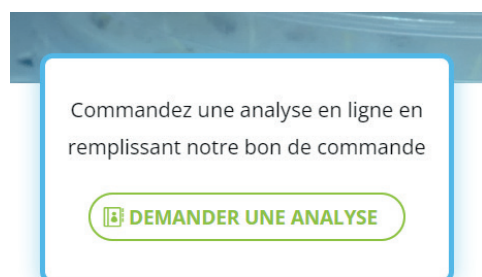 Commandez une analyse en ligne en
remplissant notre bon de commande
DEMANDER UNE ANALYSE